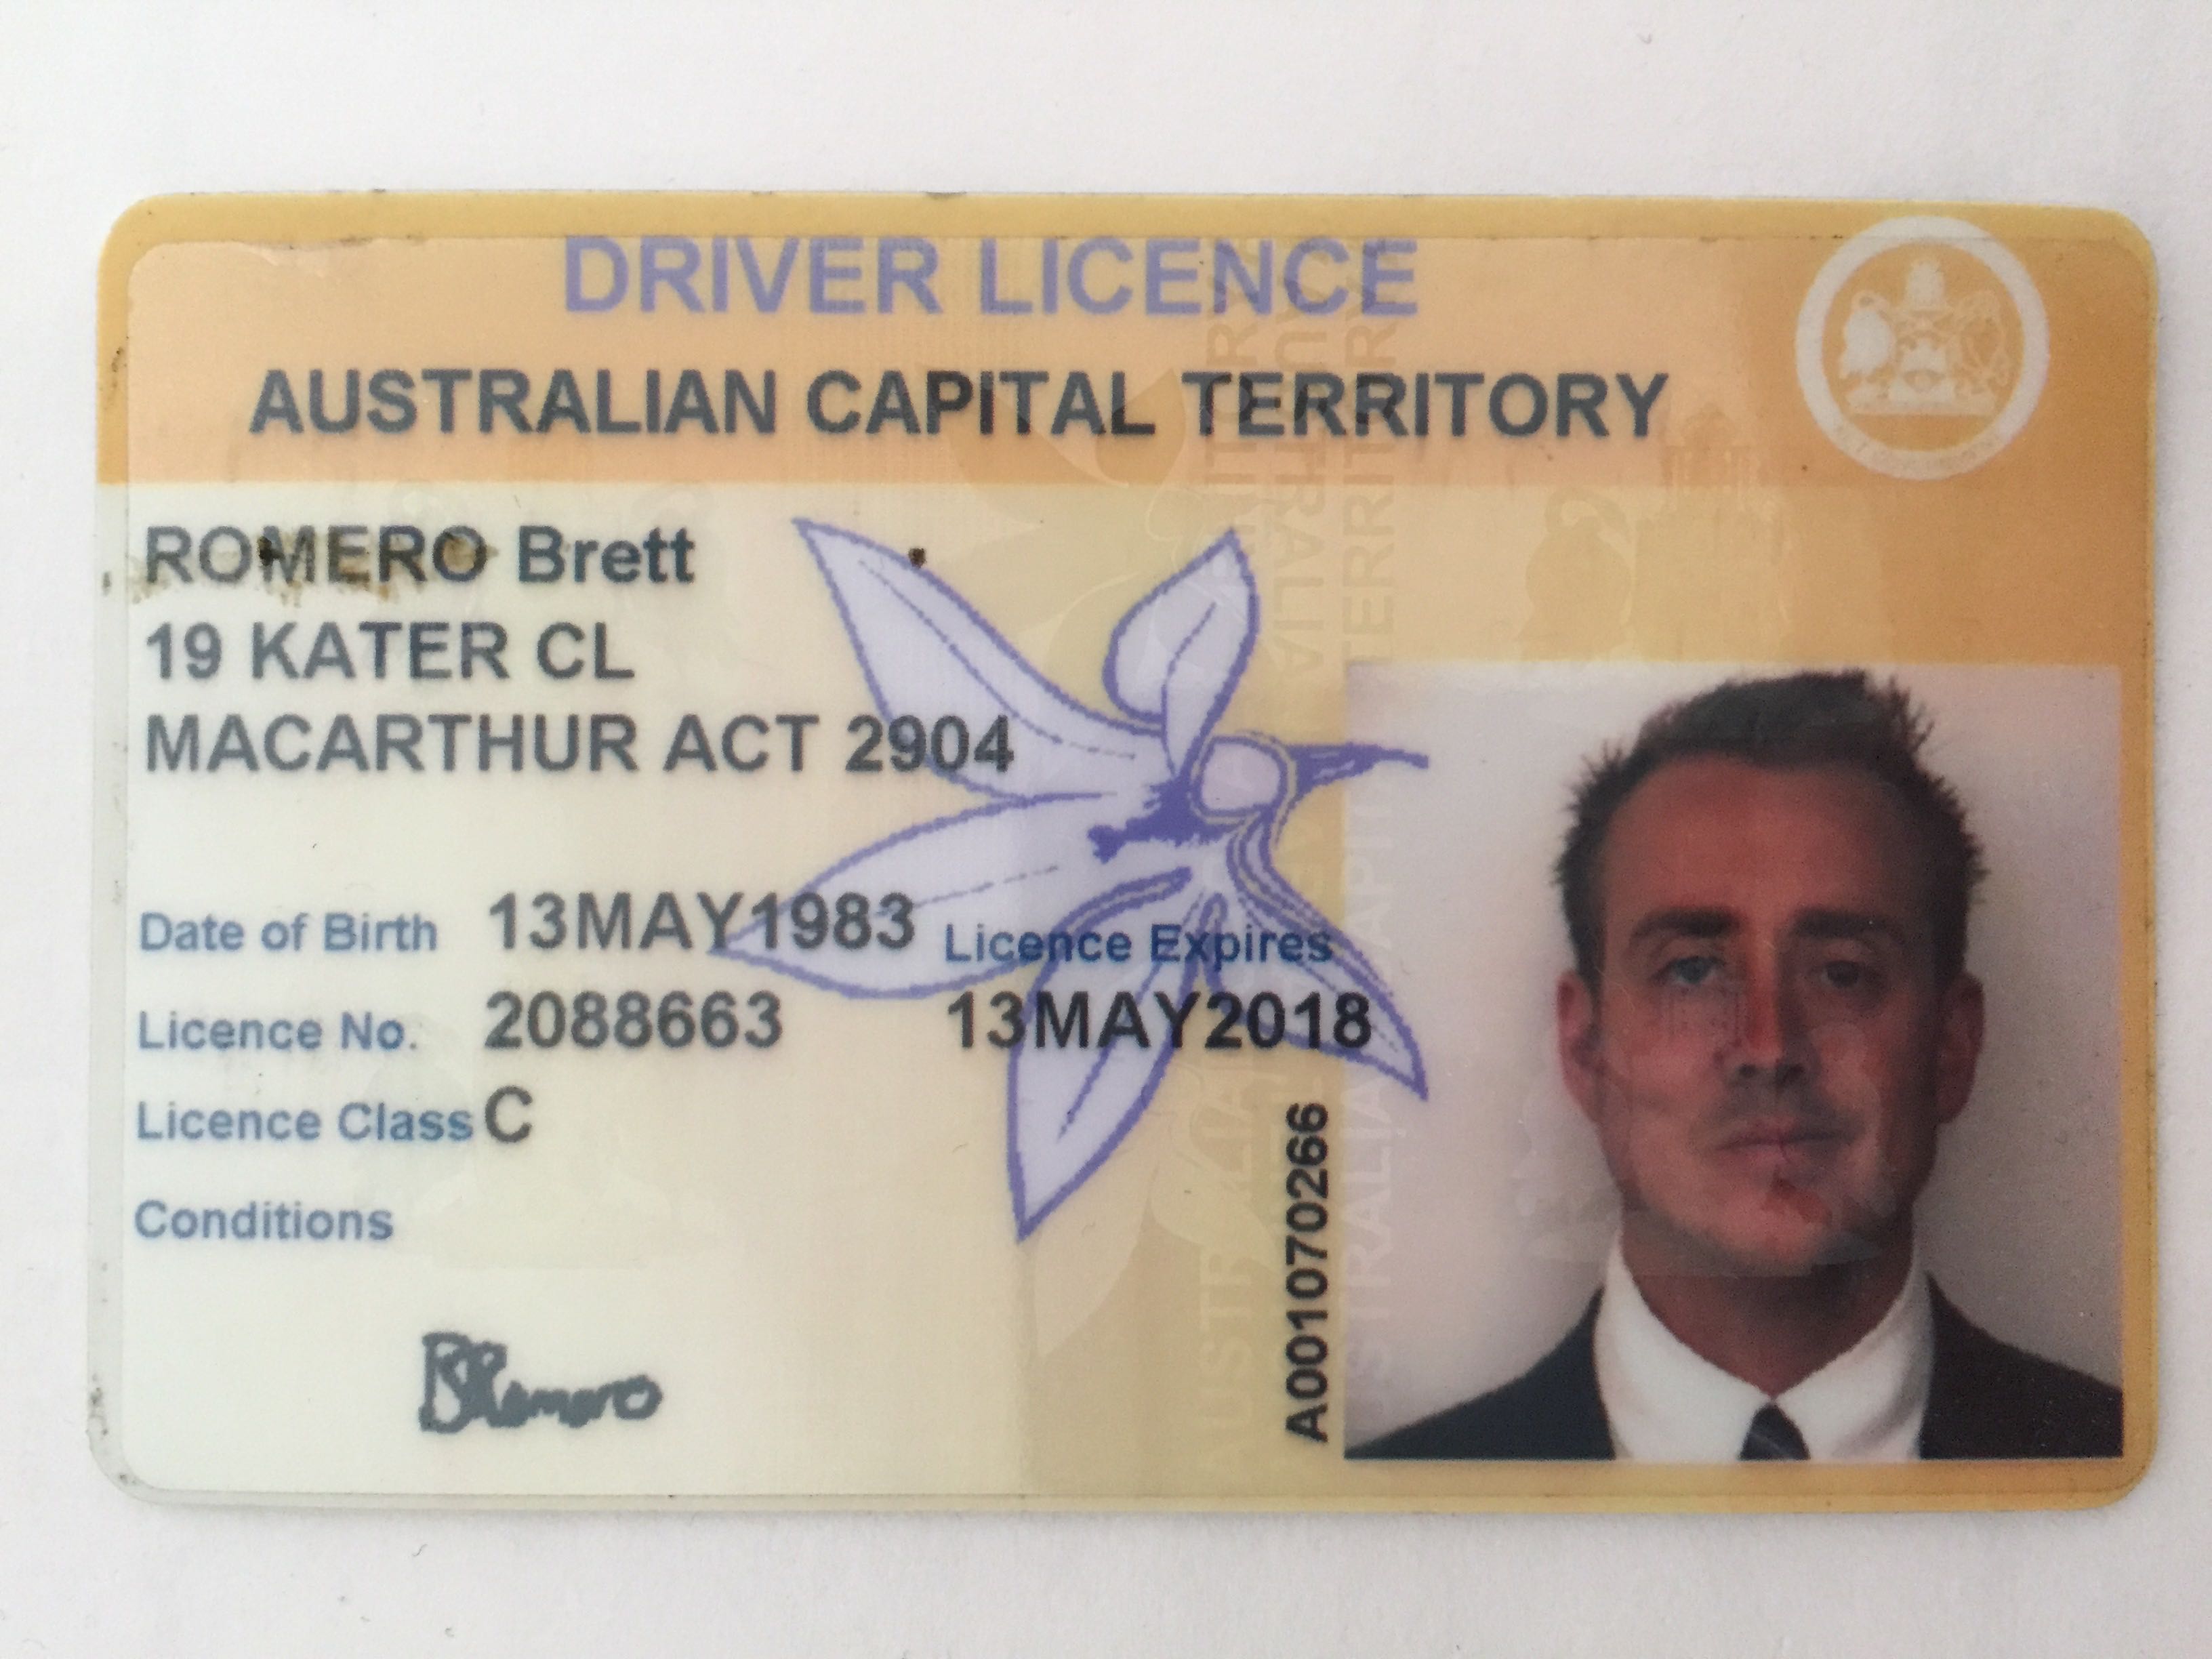 DRIVER LICENCE
AUSTRALIAN CAPITAL TERRITORY
ROMERO Brett
19 KATER CL
MACARTHUR ACT 2904
Date of Birth 13MAY1983 Licence Expires
Licence No. 2088663 13MAY2018
Licence Class C
Conditions
A001070266
BRomero